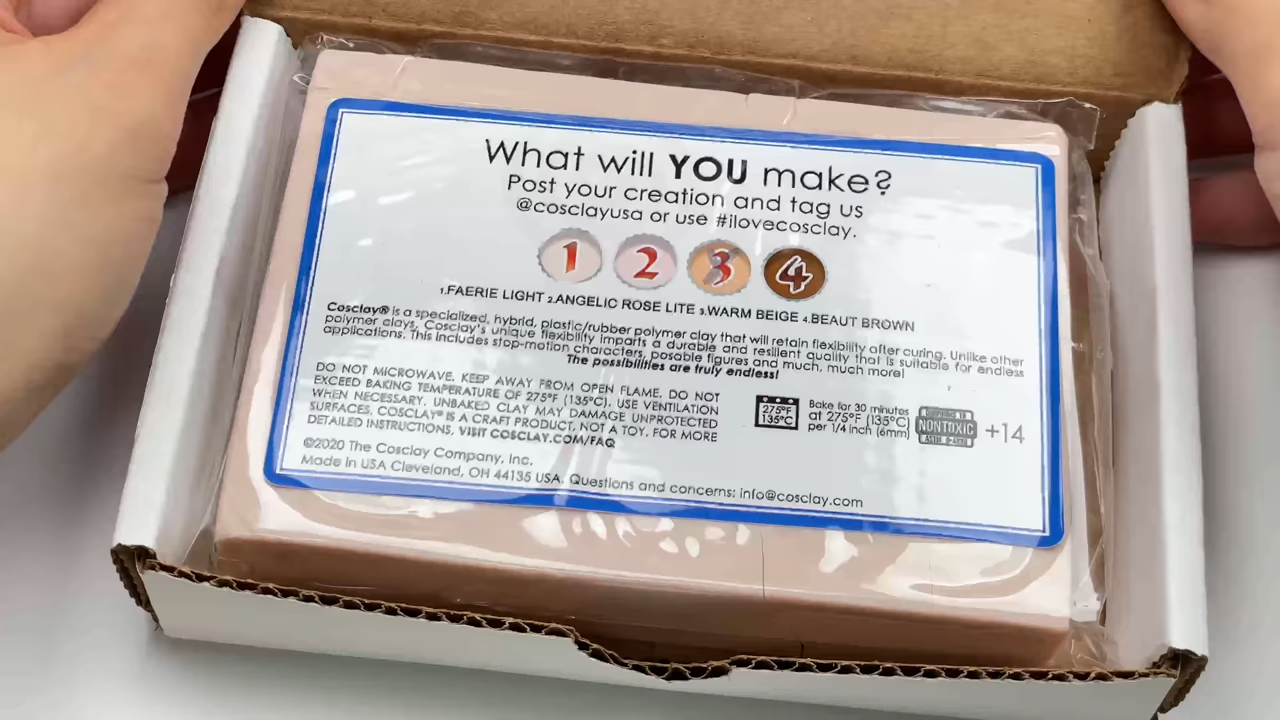 What will YOU make?
Post your creation and tag us
@cosclayusa or use #ilovecosclay.
1 2 3 4
1.FAERIE LIGHT 2.ANGELIC ROSE LITE 3.WARM BEIGE 4.BEAUT BROWN
Cosclay® is a specialized, hybrid, plastic/rubber polymer clay that will retain flexibility after curing. Unlike other
polymer clays, Cosclay's unique flexibility imparts a durable and resilient quality that is suitable for endless
applications. This includes stop-motion characters, posable figures and much, much more!
The possibilities are truly endless!
DO NOT MICROWAVE. KEEP AWAY FROM OPEN FLAME. DO NOT
EXCEED BAKING TEMPERATURE OF 275°F (135°C). USE VENTILATION
WHEN NECESSARY. UNBAKED CLAY MAY DAMAGE UNPROTECTED
SURFACES. COSCLAY® IS A CRAFT PRODUCT, NOT A TOY. FOR MORE
DETAILED INSTRUCTIONS, VISIT COSCLAY.COM/FAQ
275°F
135°C
Bake for 30 minutes
at 275°F (135°C)
per 1/4 inch (6mm)
CONFORMS TO
NONTOXIC
ASTM D-4236
+14
©2020 The Cosclay Company, Inc.
Made in USA Cleveland, OH 44135 USA. Questions and concerns: info@cosclay.com